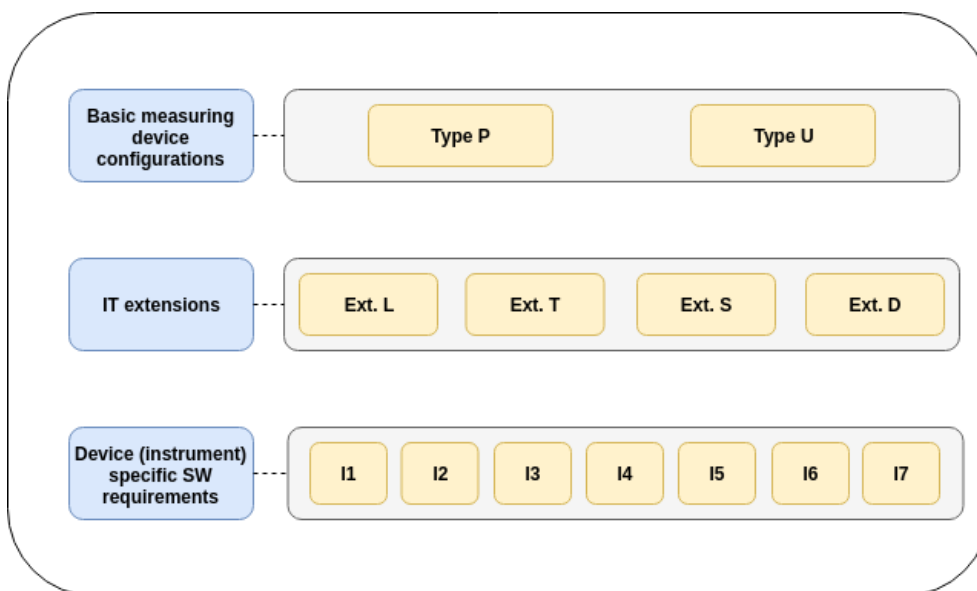 Basic measuring
device
configurations
Type P
Type U
IT extensions
Ext. L
Ext. T
Ext. S
Ext. D
Device (instrument)
specific SW
requirements
I1
I2
I3
I4
I5
I6
I7